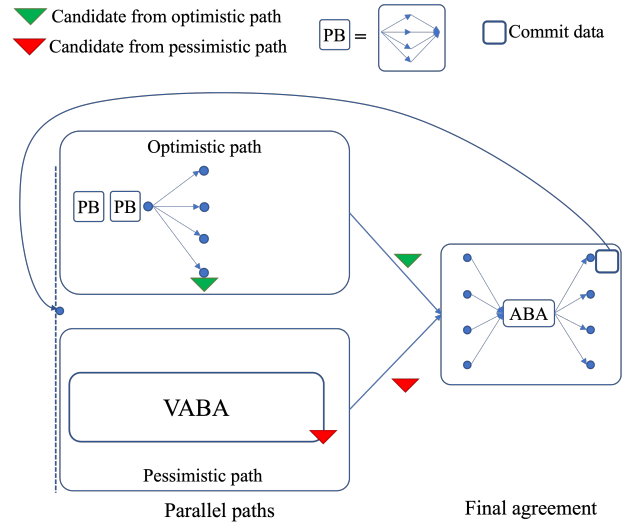 Candidate from optimistic path
Candidate from pessimistic path
PB =
Commit data
Optimistic path
PB PB
ABA
VABA
Pessimistic path
Parallel paths
Final agreement